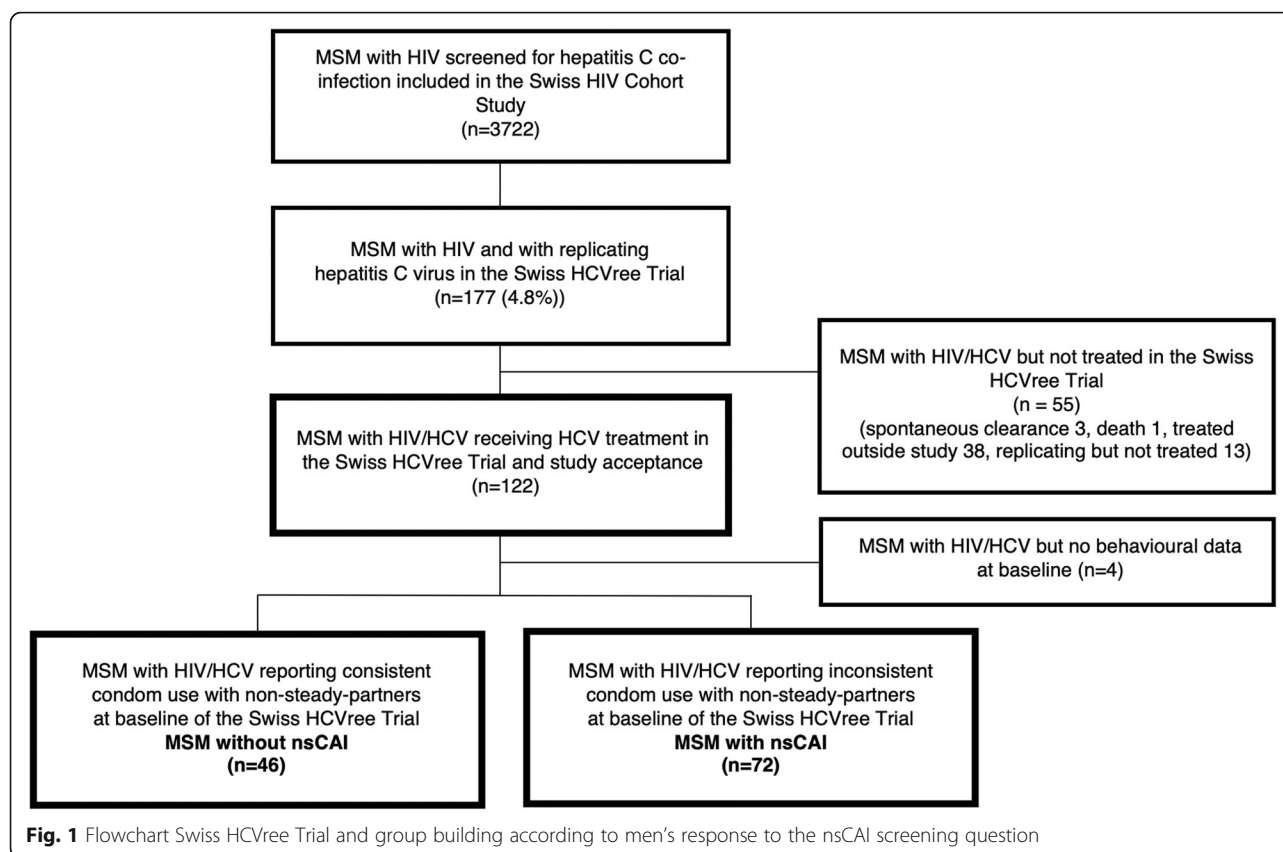 MSM with HIV screened for hepatitis C co-
infection included in the Swiss HIV Cohort
Study
(n=3722)
MSM with HIV and with replicating
hepatitis C virus in the Swiss HCVree Trial
(n=177 (4.8%))
MSM with HIV/HCV but not treated in the Swiss
HCVree Trial
(n = 55)
(spontaneous clearance 3, death 1, treated
outside study 38, replicating but not treated 13)
MSM with HIV/HCV receiving HCV treatment in
the Swiss HCVree Trial and study acceptance
(n=122)
MSM with HIV/HCV but no behavioural data
at baseline (n=4)
MSM with HIV/HCV reporting consistent
condom use with non-steady-partners
at baseline of the Swiss HCVree Trial
MSM without nsCAI
(n=46)
MSM with HIV/HCV reporting inconsistent
condom use with non-steady-partners
at baseline of the Swiss HCVree Trial
MSM with nsCAI
(n=72)
Fig. 1 Flowchart Swiss HCVree Trial and group building according to men's response to the nsCAI screening question